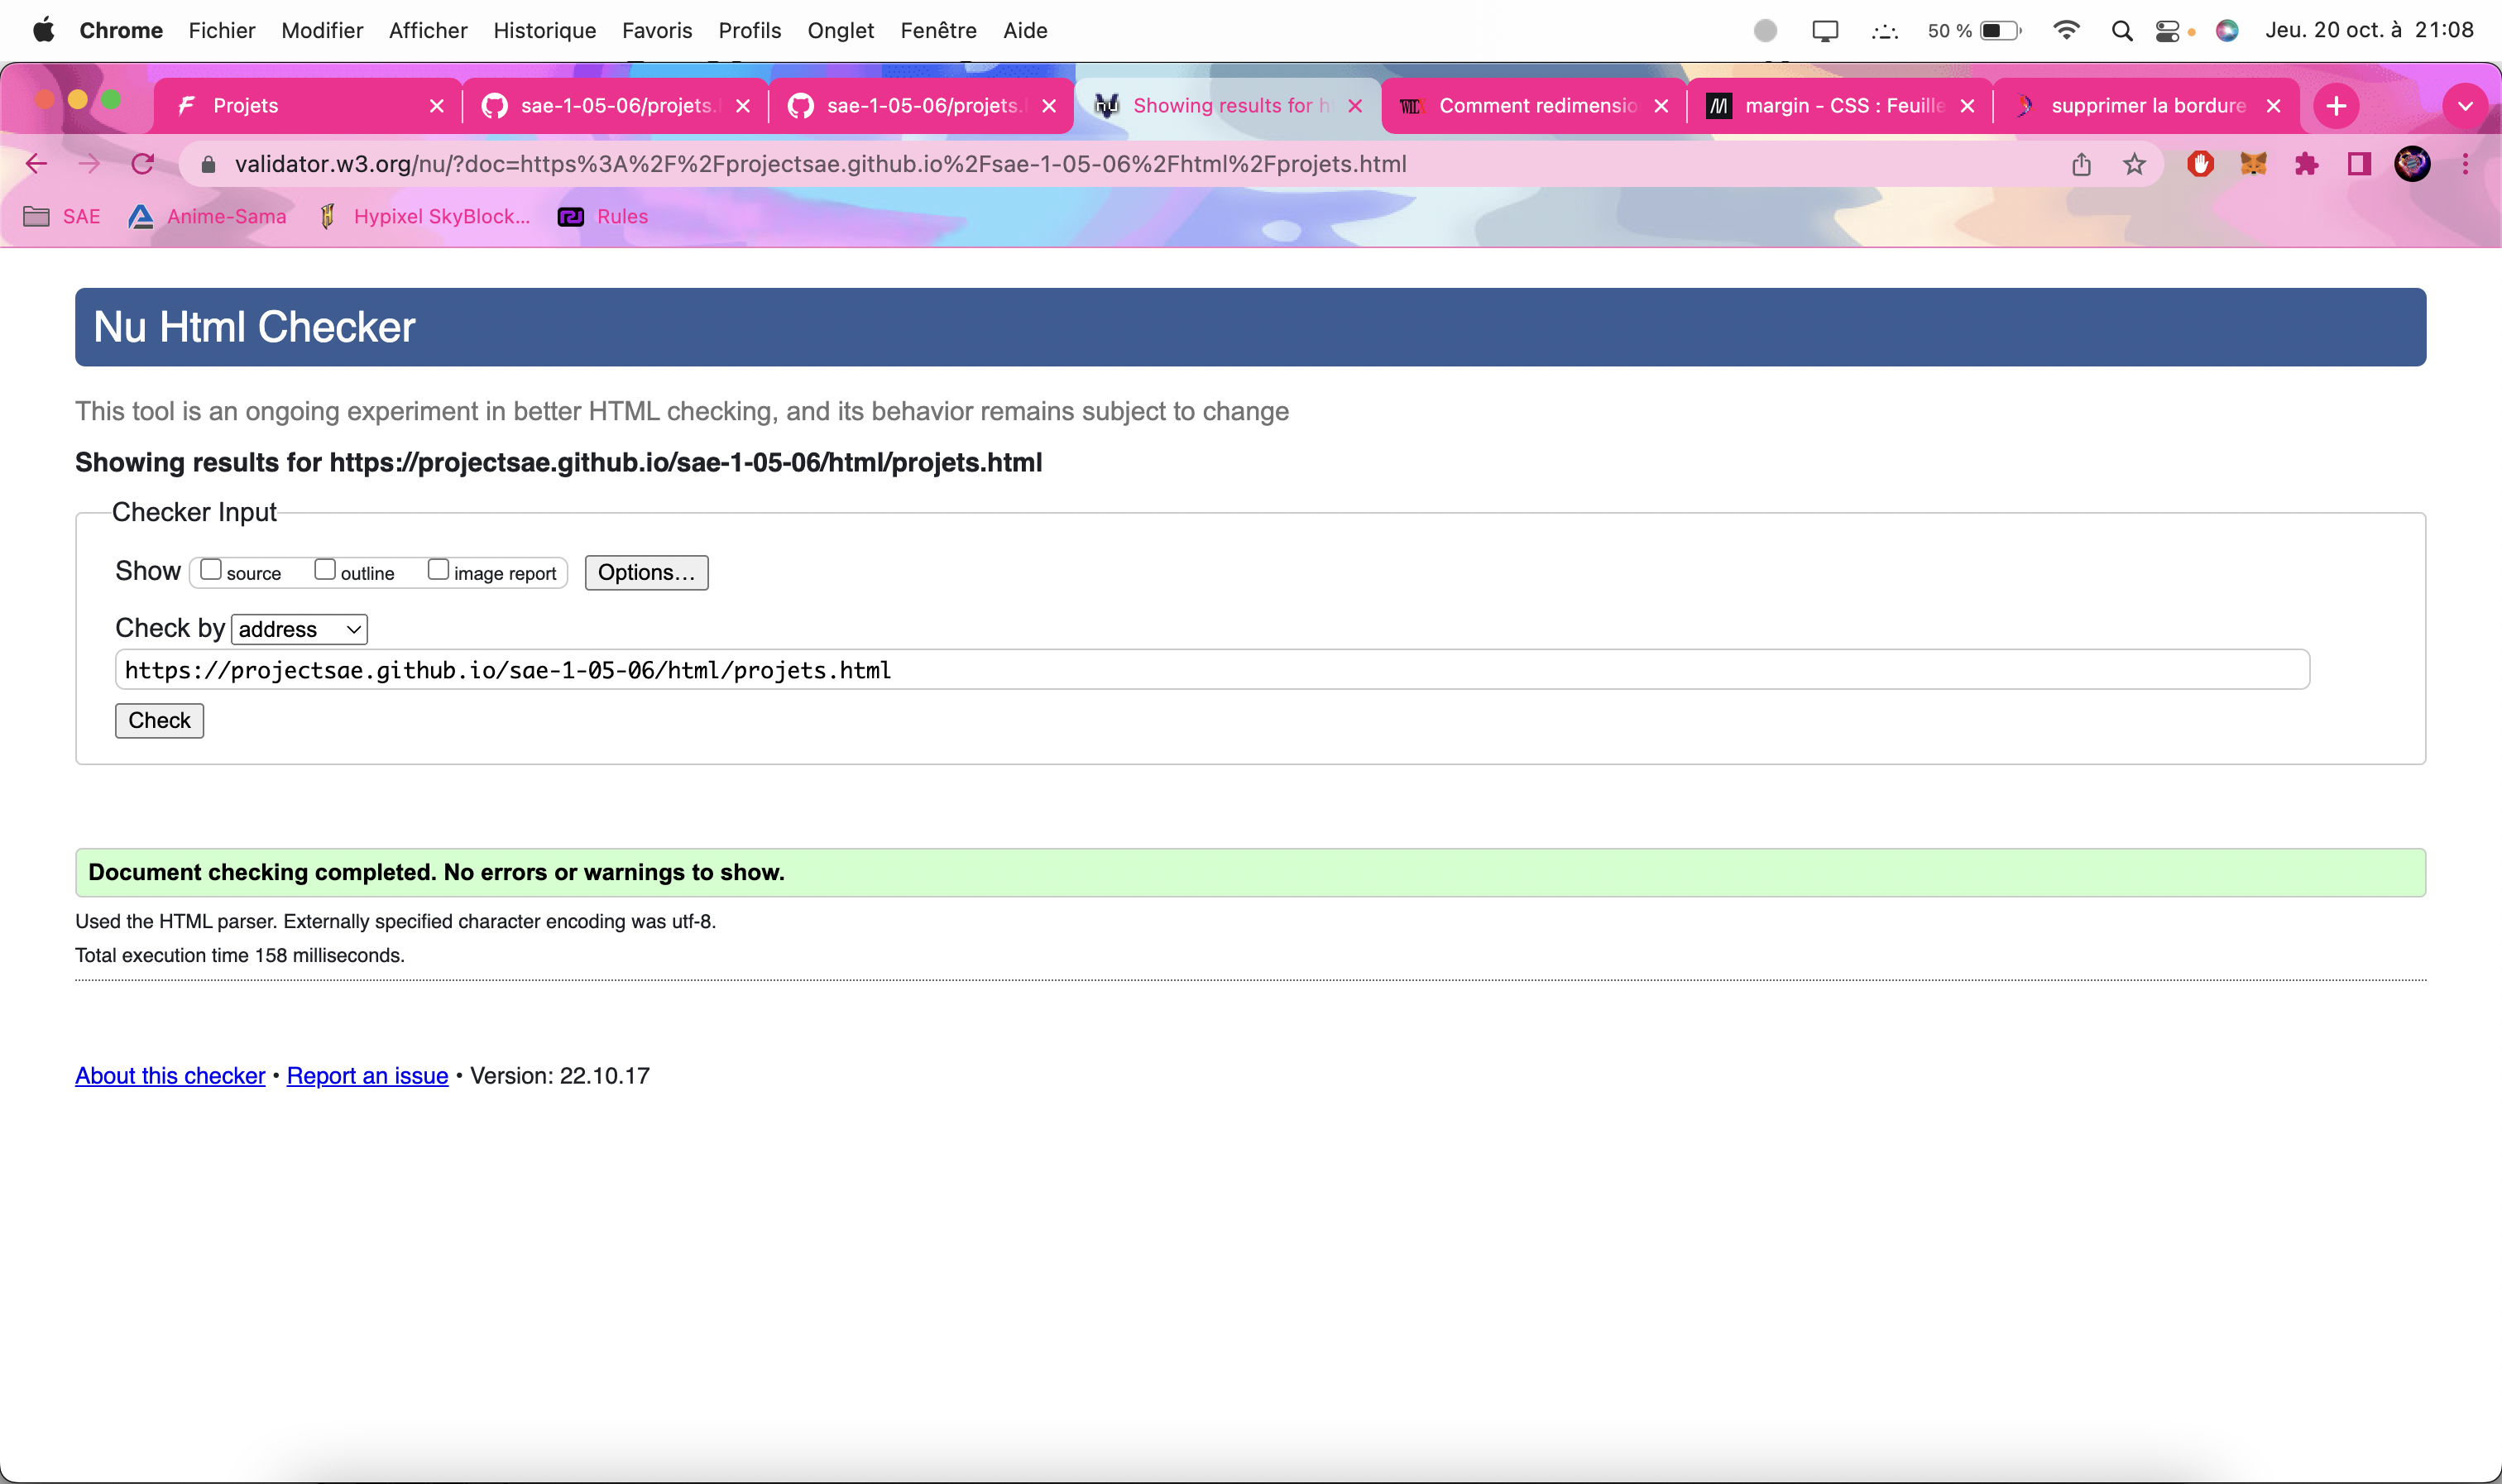 Chrome Fichier Modifier Afficher Historique Favoris Profils Onglet Fenêtre Aide 50 % Jeu. 20 oct. à 21:08
Projets sae-1-05-06/projets. sae-1-05-06/projets. Showing results for h Comment redimensio margin - CSS : Feuille supprimer la bordure
validator.w3.org/nu/?doc=https%3A%2F%2Fprojectsae.github.io%2Fsae-1-05-06%2Fhtml%2Fprojets.html
SAE Anime-Sama Hypixel SkyBlock... Rules
Nu Html Checker
This tool is an ongoing experiment in better HTML checking, and its behavior remains subject to change
Showing results for https://projectsae.github.io/sae-1-05-06/html/projets.html
Checker Input
Show source outline image report Options...
Check by address
https://projectsae.github.io/sae-1-05-06/html/projets.html
Check
Document checking completed. No errors or warnings to show.
Used the HTML parser. Externally specified character encoding was utf-8.
Total execution time 158 milliseconds.
About this checker • Report an issue • Version: 22.10.17